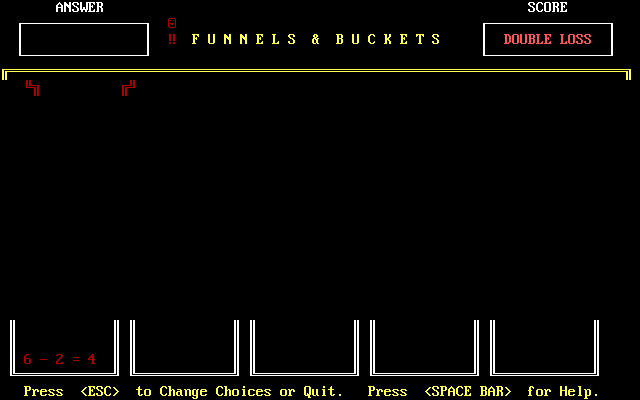 ANSWER SCORE
FUNNELS & BUCKETS
DOUBLE LOSS
6 - 2 = 4
Press <ESC> to Change Choices or Quit. Press <SPACE BAR> for Help.